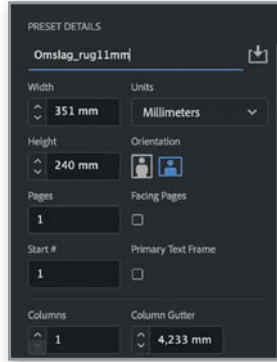 PRESET DETAILS
Omslag_rug11mm
Width Units
351 mm Millimeters
Height Orientation
240 mm
Pages Facing Pages
1
Start # Primary Text Frame
1
Columns Column Gutter
1 4,233 mm